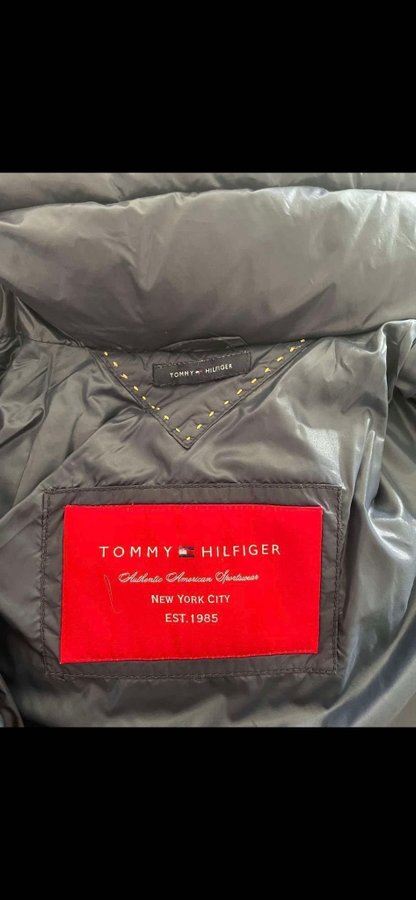 TOMMY HILFIGER
TOMMY HILFIGER
Authentic American Sportswear
NEW YORK CITY
EST. 1985